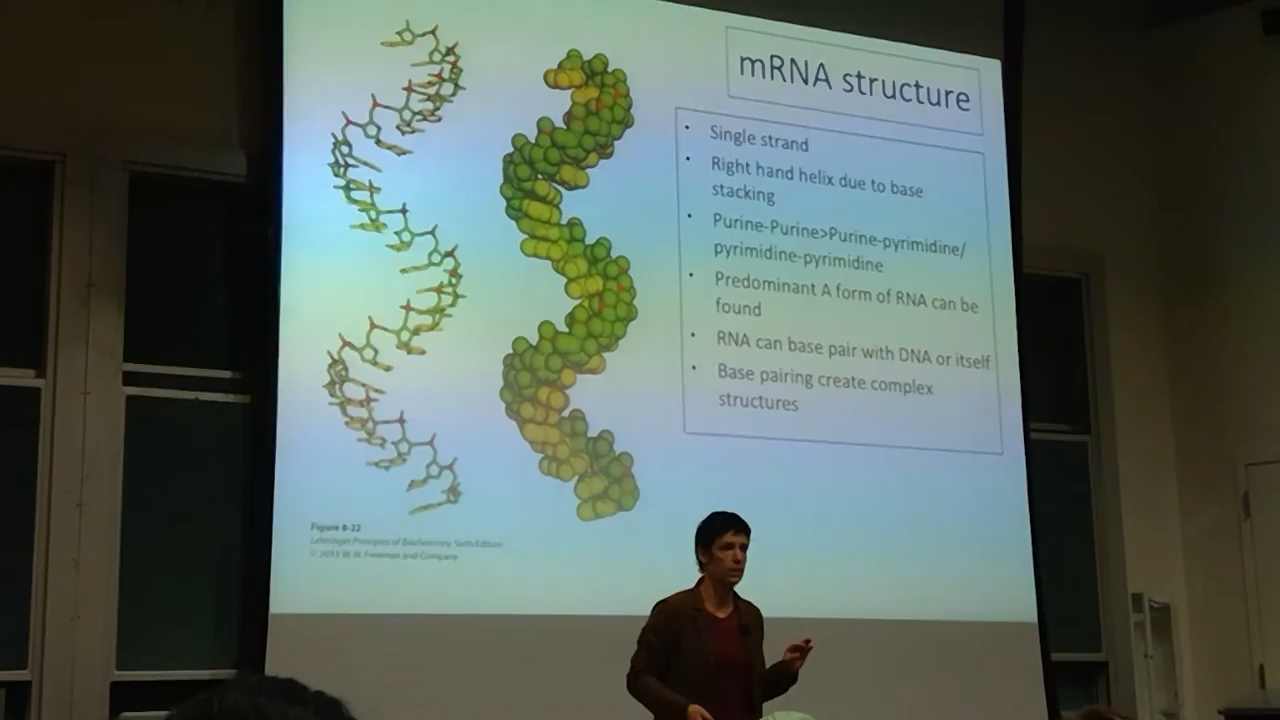 mRNA structure
• Single strand
• Right hand helix due to base
stacking
• Purine-Purine>Purine-pyrimidine/
pyrimidine-pyrimidine
• Predominant A form of RNA can be
found
• RNA can base pair with DNA or itself
• Base pairing create complex
structures
Figure 8-22
Lehninger Principles of Biochemistry, Sixth Edition
© 2013 W. H. Freeman and Company